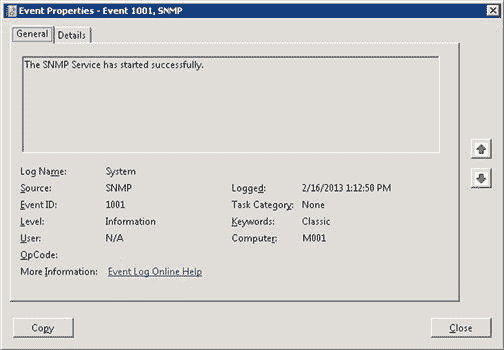 Event Properties - Event 1001, SNMP
General Details
The SNMP Service has started successfully.
Log Name: System
Source: SNMP Logged: 2/16/2013 1:12:50 PM
Event ID: 1001 Task Category: None
Level: Information Keywords: Classic
User: N/A Computer: M001
OpCode:
More Information: Event Log Online Help
Copy Close